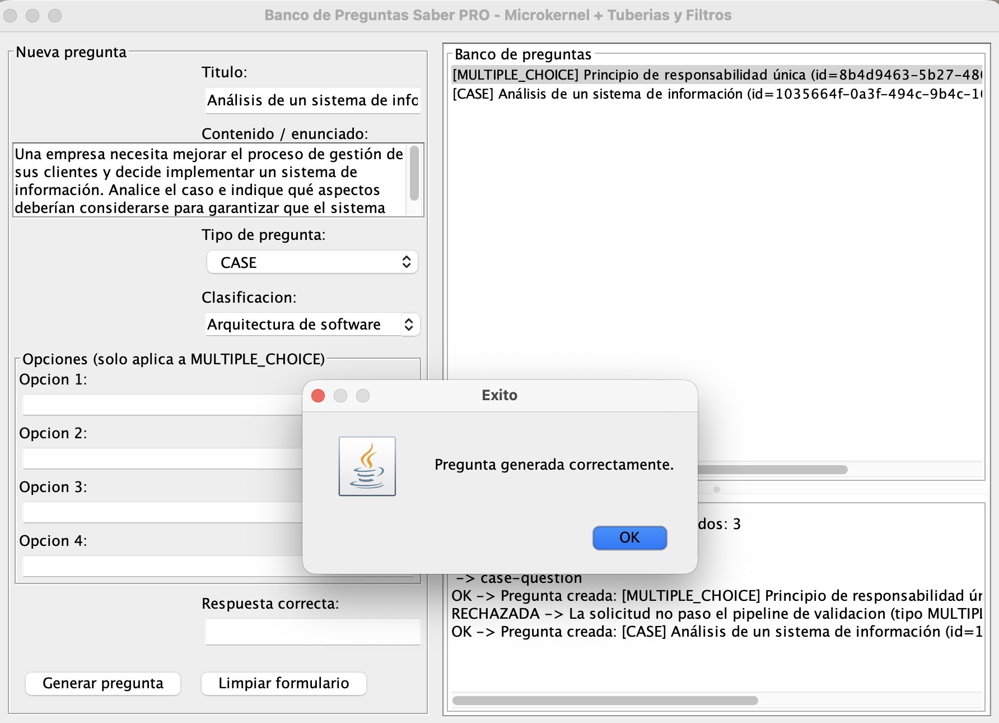 Banco de Preguntas Saber PRO - Microkernel + Tuberias y Filtros
Nueva pregunta
Titulo:
Análisis de un sistema de info
Contenido / enunciado:
Una empresa necesita mejorar el proceso de gestión de
sus clientes y decide implementar un sistema de
información. Analice el caso e indique qué aspectos
deberían considerarse para garantizar que el sistema
Tipo de pregunta:
CASE
Clasificacion:
Arquitectura de software
Opciones (solo aplica a MULTIPLE_CHOICE)
Opcion 1:
Opcion 2:
Opcion 3:
Opcion 4:
Respuesta correcta:
Generar pregunta
Limpiar formulario
Banco de preguntas
[MULTIPLE_CHOICE] Principio de responsabilidad única (id=8b4d9463-5b27-48
[CASE] Análisis de un sistema de información (id=1035664f-0a3f-494c-9b4c-1
Exito
Pregunta generada correctamente.
OK
dos: 3
-> case-question
OK -> Pregunta creada: [MULTIPLE_CHOICE] Principio de responsabilidad ún
RECHAZADA -> La solicitud no paso el pipeline de validacion (tipo MULTIPL
OK -> Pregunta creada: [CASE] Análisis de un sistema de información (id=1